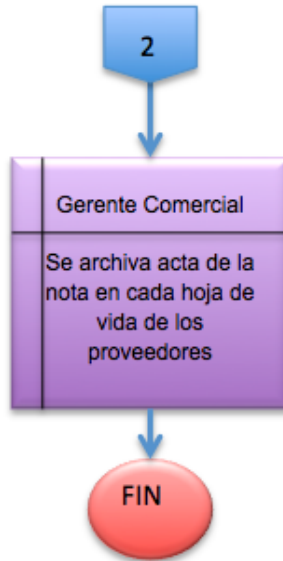 2
Gerente Comercial
Se archiva acta de la
nota en cada hoja de
vida de los
proveedores
FIN